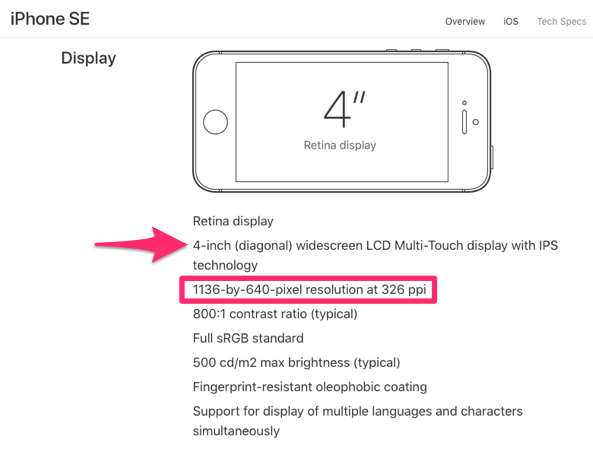 iPhone SE
Overview iOS Tech Specs
Display
4″
Retina display
Retina display
4-inch (diagonal) widescreen LCD Multi-Touch display with IPS
technology
1136-by-640-pixel resolution at 326 ppi
800:1 contrast ratio (typical)
Full sRGB standard
500 cd/m2 max brightness (typical)
Fingerprint-resistant oleophobic coating
Support for display of multiple languages and characters
simultaneously